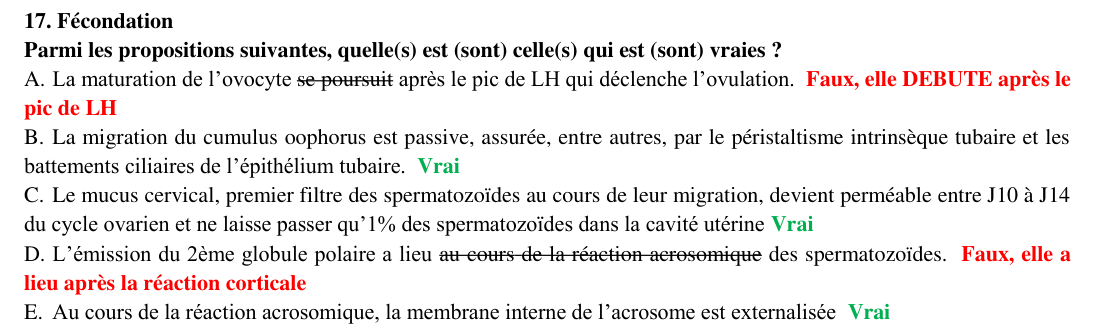 17. Fécondation
Parmi les propositions suivantes, quelle(s) est (sont) celle(s) qui est (sont) vraies ?
A. La maturation de l’ovocyte se poursuit après le pic de LH qui déclenche l’ovulation. Faux, elle DEBUTE après le
pic de LH
B. La migration du cumulus oophorus est passive, assurée, entre autres, par le péristaltisme intrinsèque tubaire et les
battements ciliaires de l’épithélium tubaire. Vrai
C. Le mucus cervical, premier filtre des spermatozoïdes au cours de leur migration, devient perméable entre J10 à J14
du cycle ovarien et ne laisse passer qu’1% des spermatozoïdes dans la cavité utérine Vrai
D. L’émission du 2ème globule polaire a lieu au cours de la réaction acrosomique des spermatozoïdes. Faux, elle a
lieu après la réaction corticale
E. Au cours de la réaction acrosomique, la membrane interne de l’acrosome est externalisée Vrai